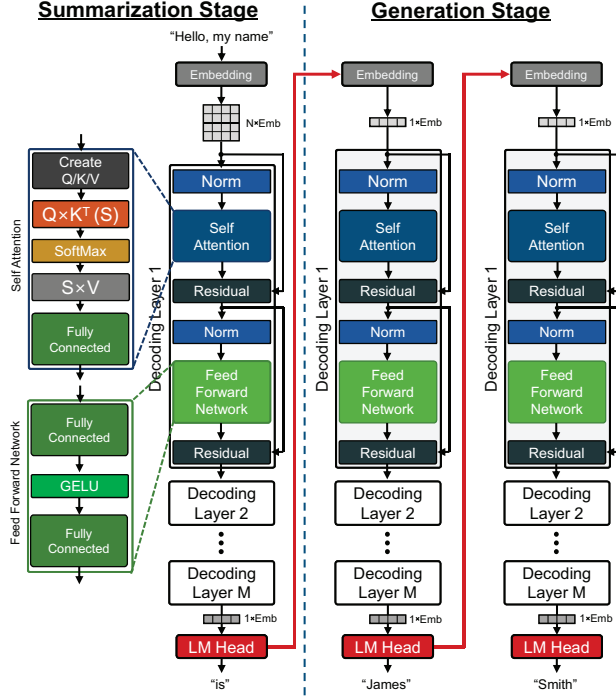 Summarization Stage
Generation Stage
“Hello, my name”
Embedding
N×Emb
Decoding Layer 1
Norm
Self
Attention
Residual
Norm
Feed
Forward
Network
Residual
Decoding
Layer 2
Decoding
Layer M
1×Emb
LM Head
“is”
Self Attention
Create
Q/K/V
Q×Kᵀ(S)
SoftMax
S×V
Fully
Connected
Feed Forward Network
Fully
Connected
GELU
Fully
Connected
Embedding
1×Emb
Decoding Layer 1
Norm
Self
Attention
Residual
Norm
Feed
Forward
Network
Residual
Decoding
Layer 2
Decoding
Layer M
1×Emb
LM Head
“James”
Embedding
1×Emb
Decoding Layer 1
Norm
Self
Attention
Residual
Norm
Feed
Forward
Network
Residual
Decoding
Layer 2
Decoding
Layer M
1×Emb
LM Head
“Smith”